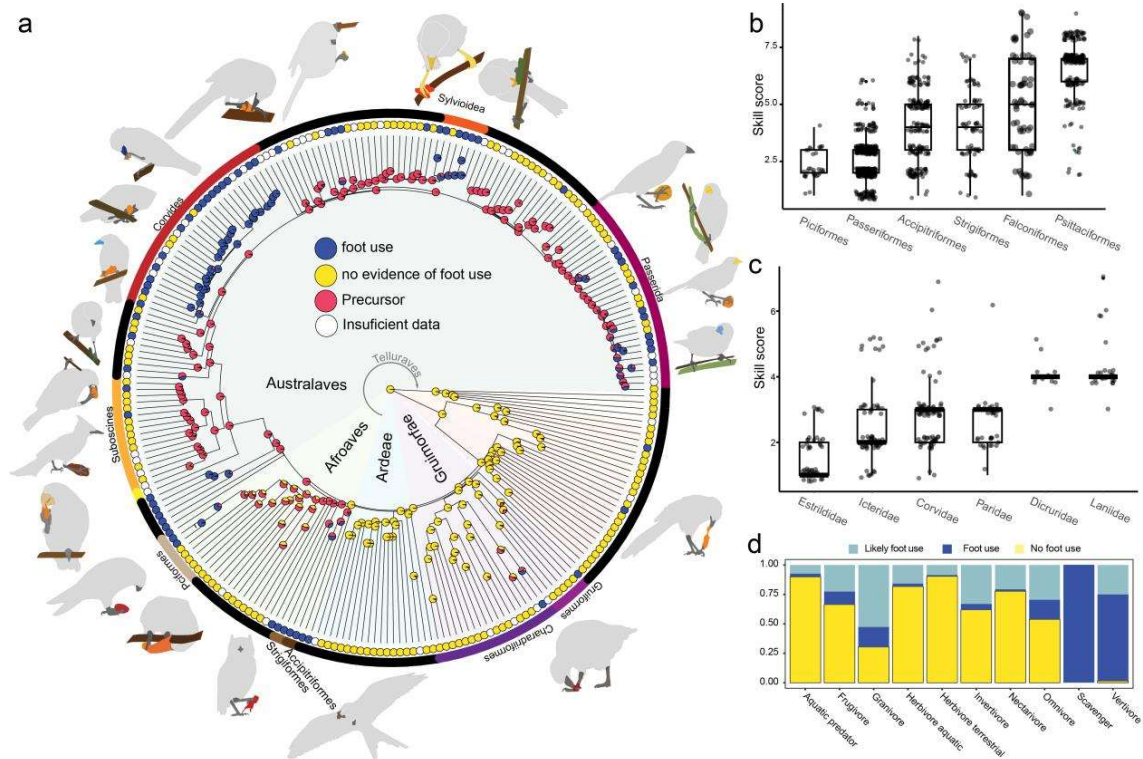 a
Sylvioidea
Corvides
Passerida
foot use
no evidence of foot use
Precursor
Insuficient data
Telluraves
Australaves
Afroaves
Ardeae
Gruimorfae
Suboscines
Piciformes
Strigiformes
Accipitriformes
Charadriiformes
Gruiformes
b
Skill score
7.5
5.0
2.5
Piciformes
Passeriformes
Accipitriformes
Strigiformes
Falconiformes
Psittaciformes
c
Skill score
6
4
2
Estrildidae
Icteridae
Corvidae
Paridae
Dicruridae
Laniidae
d
Likely foot use
Foot use
No foot use
1.00
0.75
0.50
0.25
0.00
Aquatic predator
Frugivore
Granivore
Herbivore aquatic
Herbivore terrestrial
Invertivore
Nectarivore
Omnivore
Scavenger
Vertivore